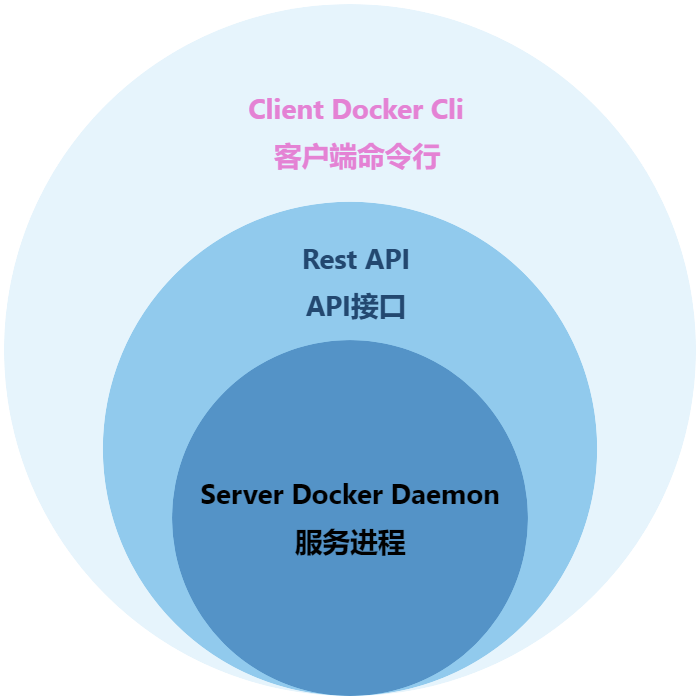 Client Docker Cli
客户端命令行
Rest API
API接口
Server Docker Daemon
服务进程